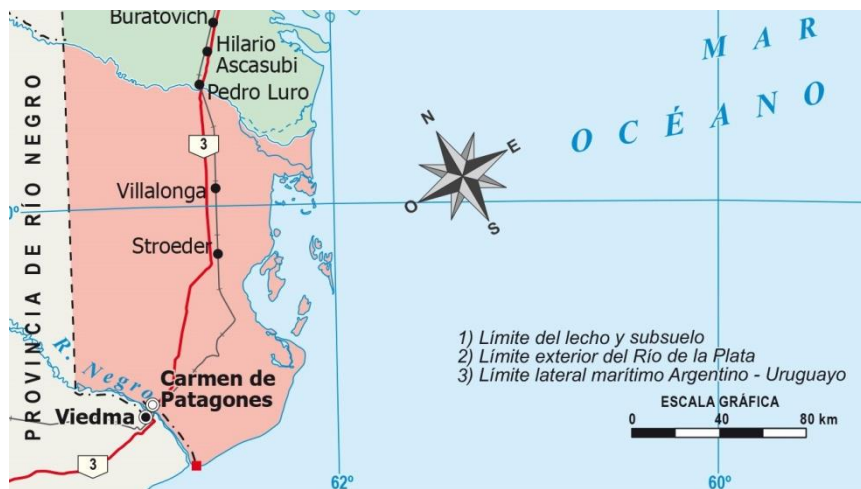 Buratovich
Hilario
Ascasubi
Pedro Luro
3
Villalonga
Stroeder
PROVINCIA DE RÍO NEGRO
R. Negro
Carmen de
Patagones
Viedma
3
MAR
OCÉANO
N
E
O
S
1) Límite del lecho y subsuelo
2) Límite exterior del Río de la Plata
3) Límite lateral marítimo Argentino - Uruguayo
ESCALA GRÁFICA
0 40 80 km
62°
60°